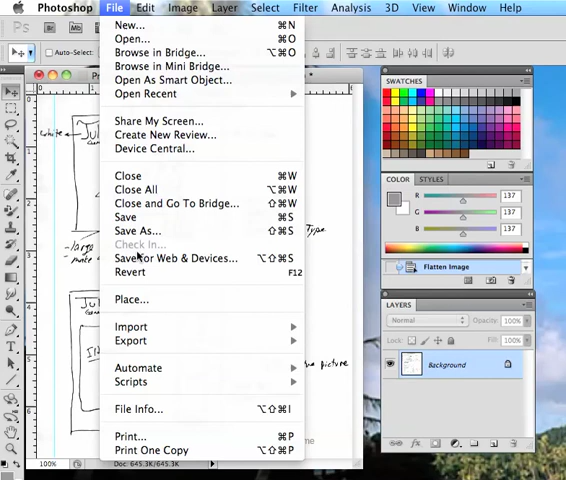 Photoshop File Edit Image Layer Select Filter Analysis 3D View Window
Ps Br Mb
Auto-Select:
New... ⌘N
Open... ⌘O
Browse in Bridge... ⌥⌘O
Browse in Mini Bridge...
Open As Smart Object...
Open Recent
Share My Screen...
Create New Review...
Device Central...
Close ⌘W
Close All ⌥⌘W
Close and Go To Bridge... ⇧⌘W
Save ⌘S
Save As... ⇧⌘S
Check In...
Save for Web & Devices... ⌥⇧⌘S
Revert F12
Place...
Import
Export
Automate
Scripts
File Info... ⌥⇧⌘I
Print... ⌘P
Print One Copy ⌥⇧⌘P
white
Type
large
picture
100% Doc: 645.3K/645.3K
SWATCHES
COLOR STYLES
R 137
G 137
B 137
Flatten Image
LAYERS
Normal Opacity: 100%
Lock: Fill: 100%
Background